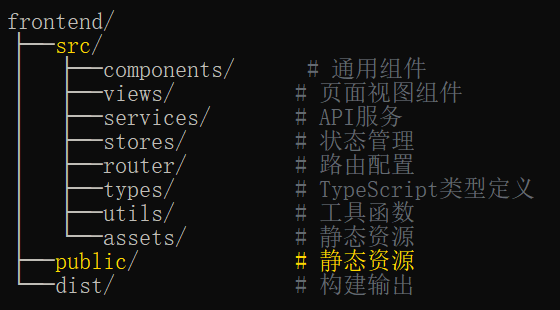 frontend/
├──src/
│  ├──components/      # 通用组件
│  ├──views/          # 页面视图组件
│  ├──services/       # API服务
│  ├──stores/         # 状态管理
│  ├──router/         # 路由配置
│  ├──types/          # TypeScript类型定义
│  ├──utils/          # 工具函数
│  └──assets/         # 静态资源
├──public/             # 静态资源
└──dist/               # 构建输出